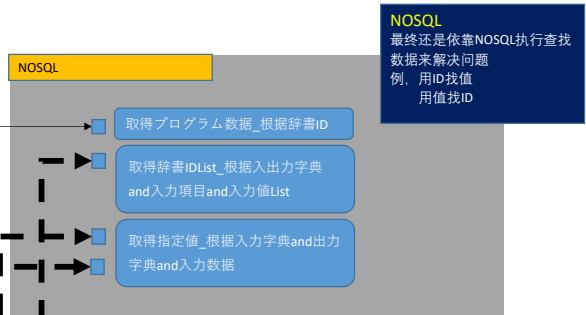 NOSQL
最终还是依靠NOSQL执行查找
数据来解决问题
例，用ID找值
用值找ID
NOSQL
取得プログラム数据_根据辞書ID
取得辞書IDList_根据入出力字典
and入力項目and入力値List
取得指定値_根据入力字典and出力
字典and入力数据